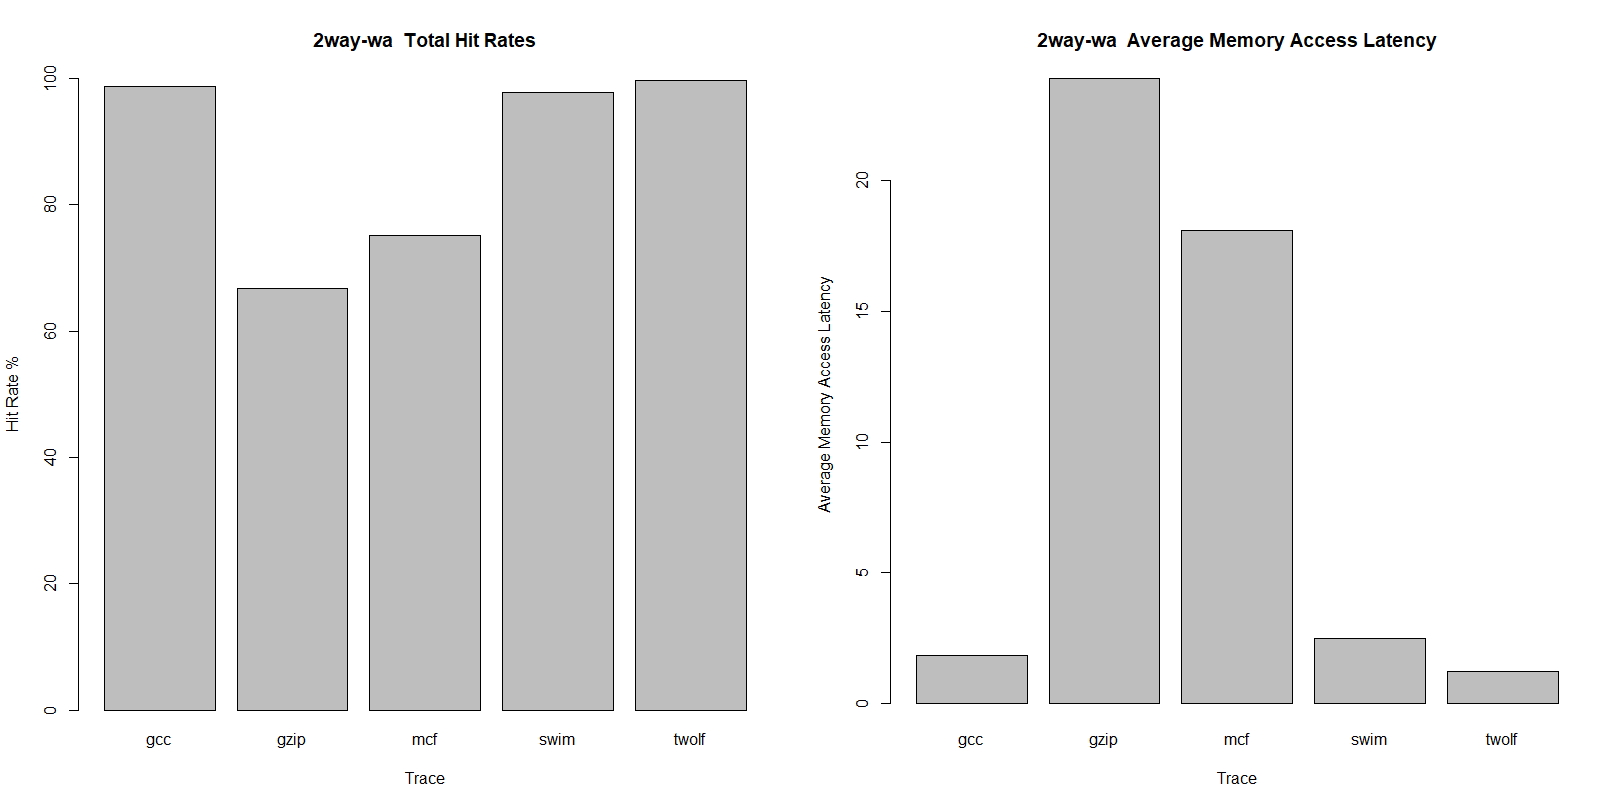 2way-wa  Total Hit Rates
Hit Rate %
100
80
60
40
20
0
gcc gzip mcf swim twolf
Trace
2way-wa  Average Memory Access Latency
Average Memory Access Latency
20
15
10
5
0
gcc gzip mcf swim twolf
Trace